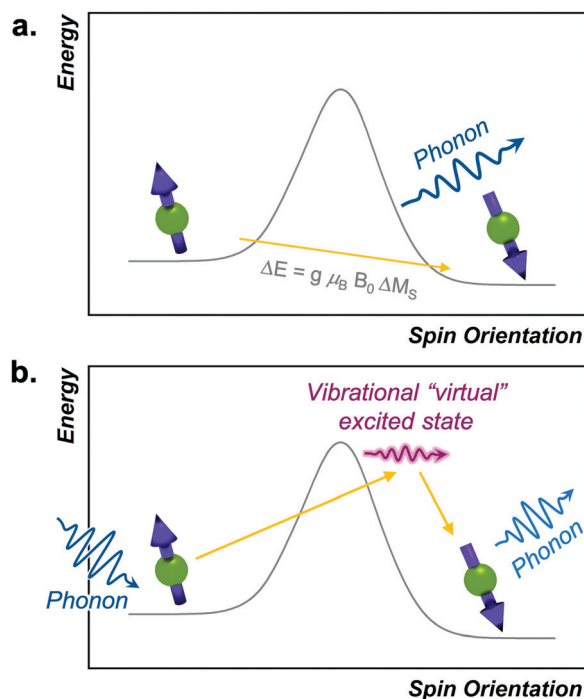 a.
Energy
Phonon
ΔE = g μB B0 ΔMS
Spin Orientation
b.
Energy
Vibrational “virtual”
excited state
Phonon
Phonon
Spin Orientation